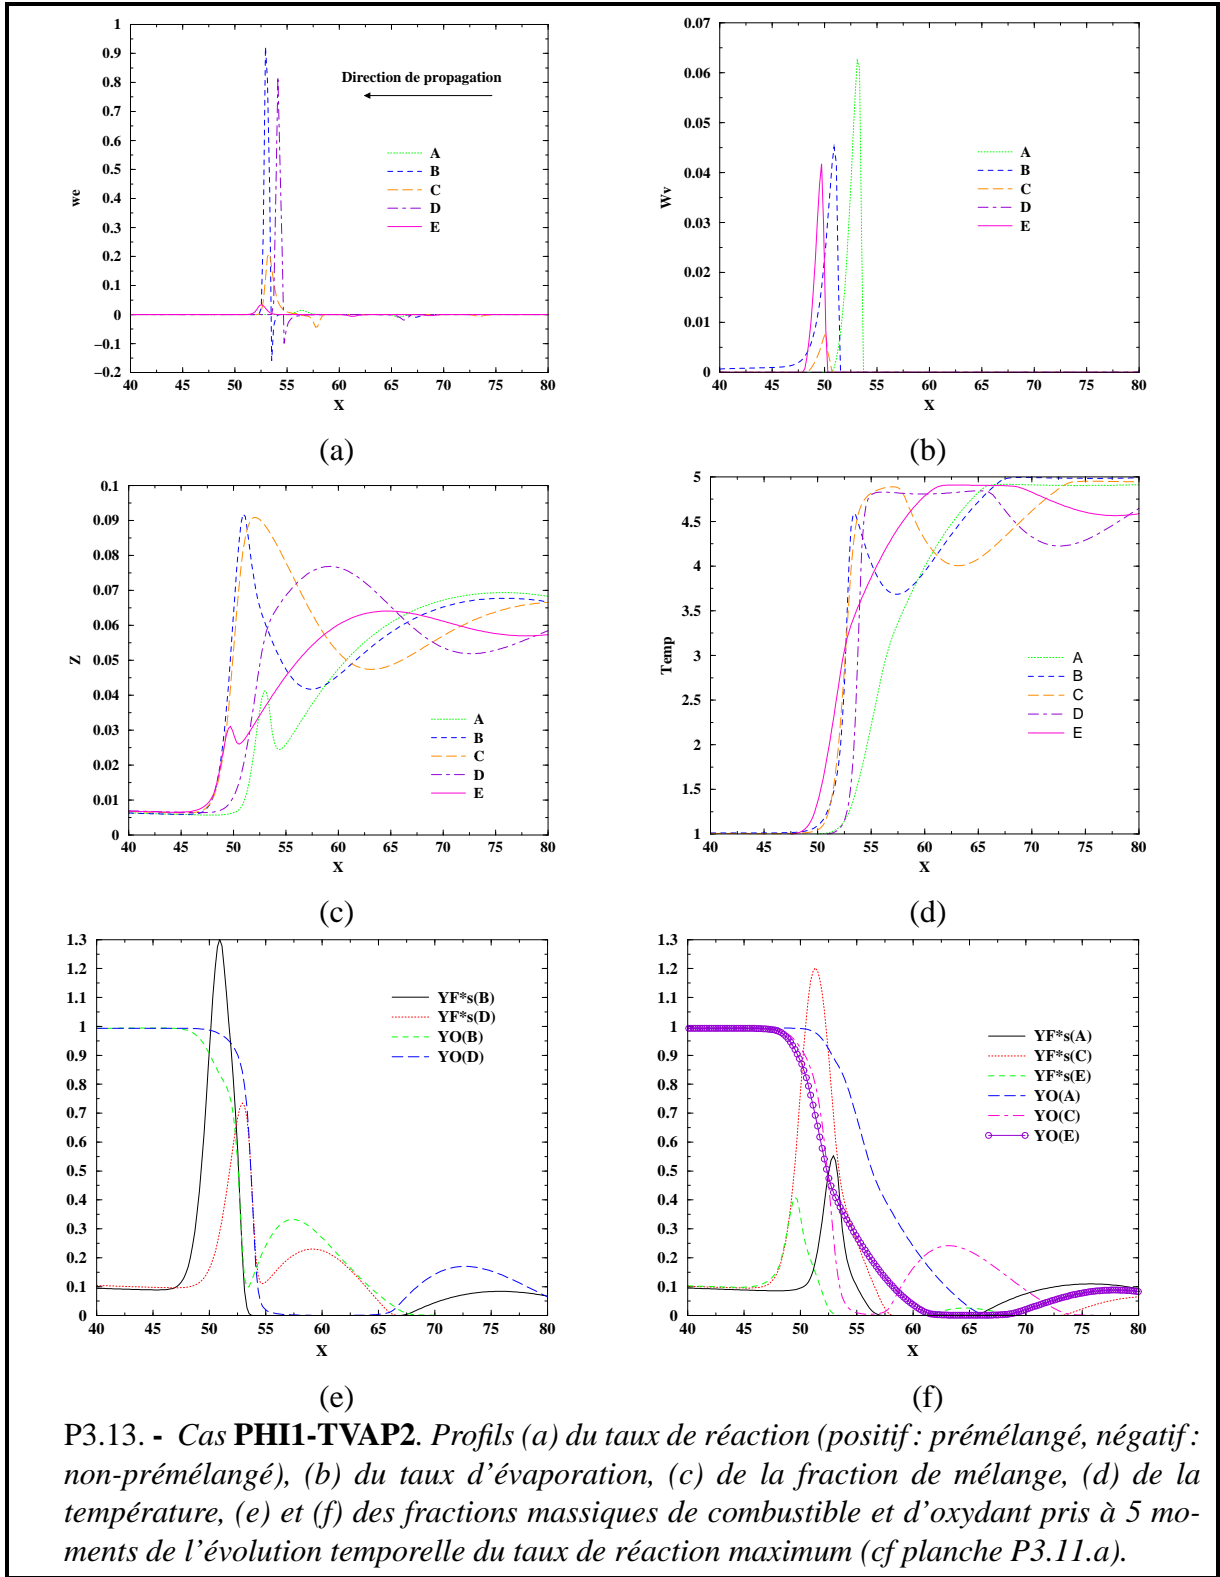 1
0.9
0.8
0.7
0.6
0.5
0.4
0.3
0.2
0.1
0
−0.1
−0.2
we
Direction de propagation
A
B
C
D
E
40 45 50 55 60 65 70 75 80
X
(a)
0.07
0.06
0.05
0.04
0.03
0.02
0.01
0
Wv
A
B
C
D
E
40 45 50 55 60 65 70 75 80
X
(b)
0.1
0.09
0.08
0.07
0.06
0.05
0.04
0.03
0.02
0.01
0
Z
A
B
C
D
E
40 45 50 55 60 65 70 75 80
X
(c)
5
4.5
4
3.5
3
2.5
2
1.5
1
Temp
A
B
C
D
E
40 45 50 55 60 65 70 75 80
X
(d)
1.3
1.2
1.1
1
0.9
0.8
0.7
0.6
0.5
0.4
0.3
0.2
0.1
0
YF*s(B)
YF*s(D)
YO(B)
YO(D)
40 45 50 55 60 65 70 75 80
X
(e)
1.3
1.2
1.1
1
0.9
0.8
0.7
0.6
0.5
0.4
0.3
0.2
0.1
0
YF*s(A)
YF*s(C)
YF*s(E)
YO(A)
YO(C)
YO(E)
40 45 50 55 60 65 70 75 80
X
(f)
P3.13. - Cas PHI1-TVAP2. Profils (a) du taux de réaction (positif : prémélangé, négatif :
non-prémélangé), (b) du taux d'évaporation, (c) de la fraction de mélange, (d) de la
température, (e) et (f) des fractions massiques de combustible et d'oxydant pris à 5 mo-
ments de l'évolution temporelle du taux de réaction maximum (cf planche P3.11.a).